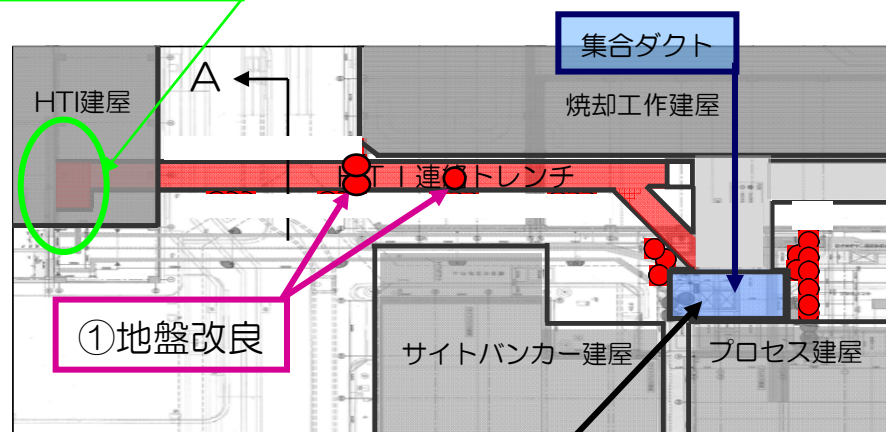 集合ダクト
A
HTI建屋
焼却工作建屋
HTI連絡トレンチ
①地盤改良
サイトバンカー建屋
プロセス建屋